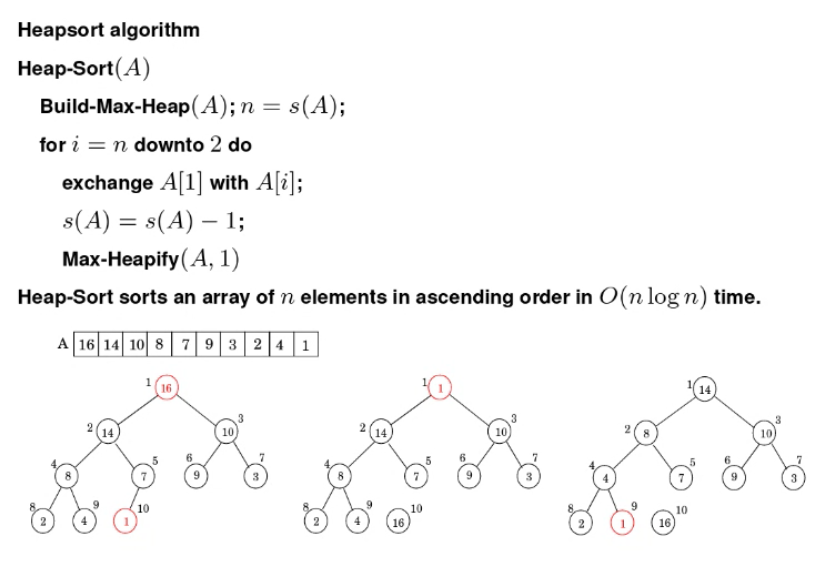 Heapsort algorithm
Heap-Sort(A)
Build-Max-Heap(A); n = s(A);
for i = n downto 2 do
exchange A[1] with A[i];
s(A) = s(A) − 1;
Max-Heapify(A, 1)
Heap-Sort sorts an array of n elements in ascending order in O(n log n) time.
A 16 14 10 8 7 9 3 2 4 1
1 16
2 14 10 3
4 8 7 5 6 9 3 7
8 2 4 9 1 10
1 1
2 14 10 3
4 8 7 5 6 9 3 7
8 2 4 9 16 10
1 14
2 8 10 3
4 4 7 5 6 9 3 7
8 2 1 9 16 10